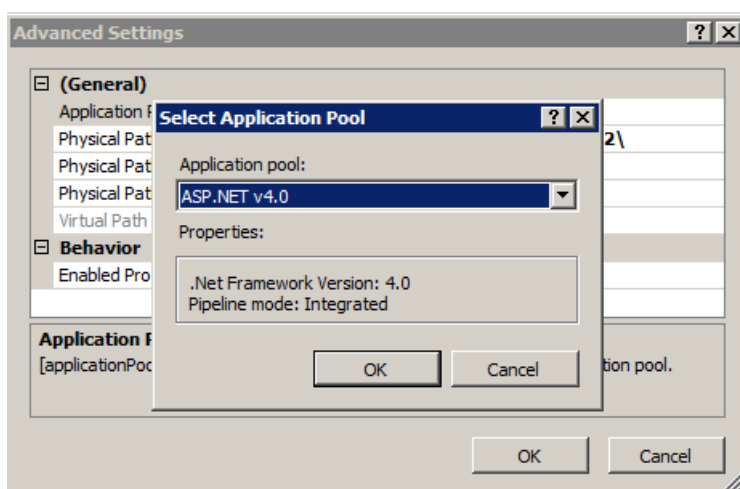 Advanced Settings
(General)
Application P
Select Application Pool
Physical Pat
2\
Application pool:
Physical Pat
ASP.NET v4.0
Physical Pat
Virtual Path
Properties:
Behavior
Enabled Pro
.Net Framework Version: 4.0
Pipeline mode: Integrated
Application P
[applicationPoo
tion pool.
OK
Cancel
OK
Cancel